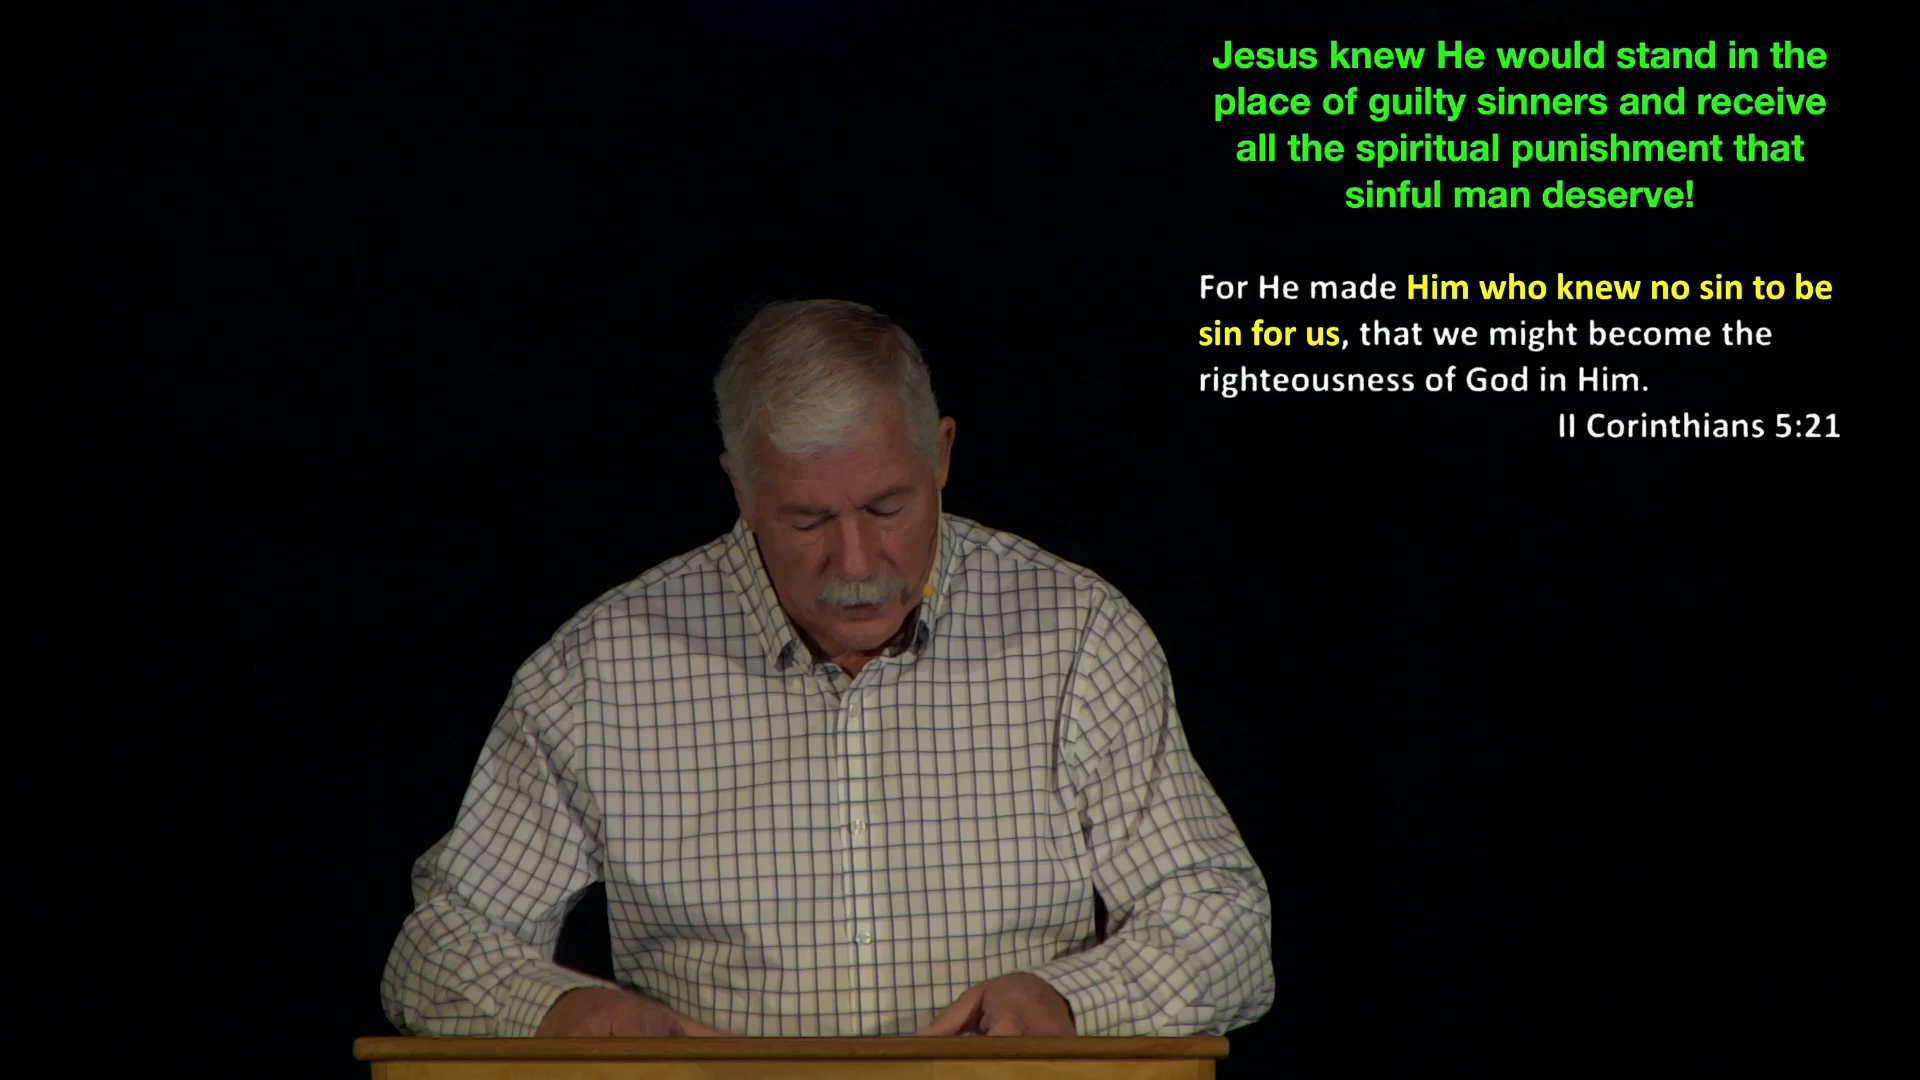 Jesus knew He would stand in the
place of guilty sinners and receive
all the spiritual punishment that
sinful man deserve!
For He made Him who knew no sin to be
sin for us, that we might become the
righteousness of God in Him.
II Corinthians 5:21